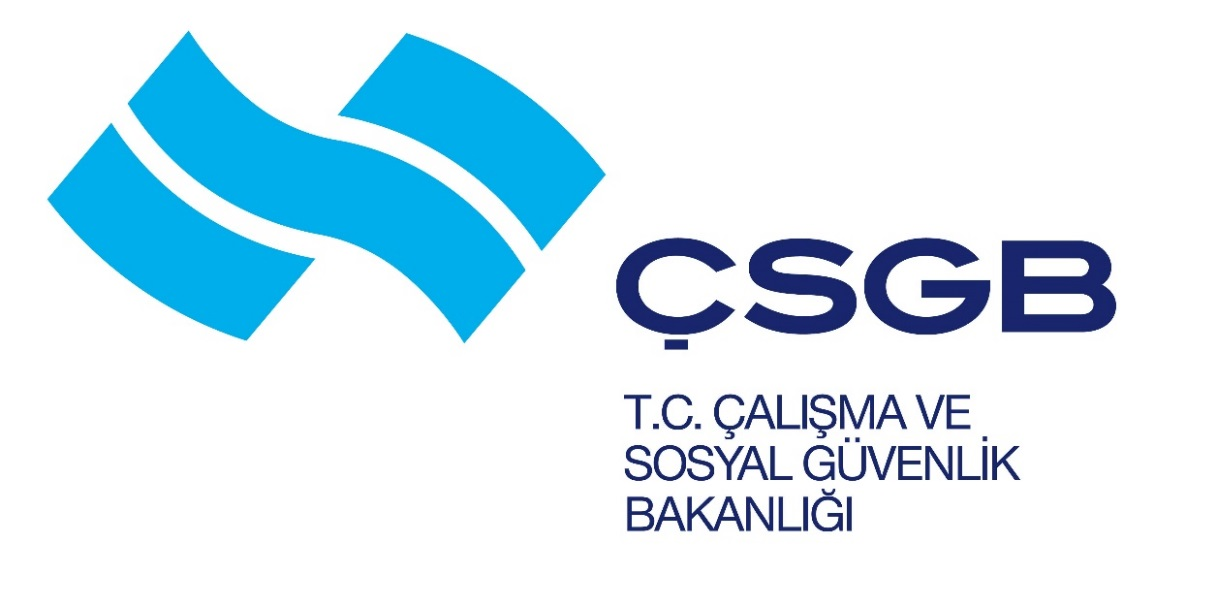 ÇSGB
T.C. ÇALIŞMA VE
SOSYAL GÜVENLİK
BAKANLIĞI